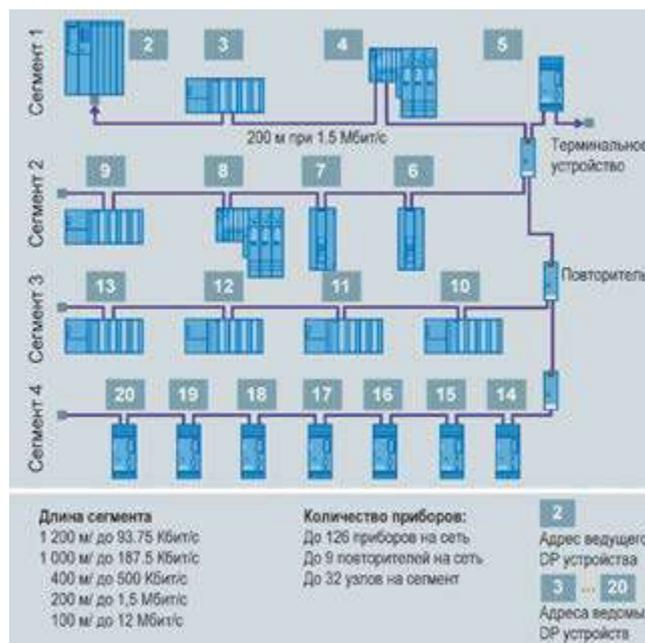 Сегмент 1
2
3
4
5
200 м при 1.5 Мбит/с
Терминальное
устройство
Сегмент 2
9
8
7
6
Повторитель
Сегмент 3
13
12
11
10
Сегмент 4
20
19
18
17
16
15
14
Длина сегмента
1 200 м/ до 93.75 Кбит/с
1 000 м/ до 187.5 Кбит/с
400 м/ до 500 Кбит/с
200 м/ до 1,5 Мбит/с
100 м/ до 12 Мбит/с
Количество приборов:
До 126 приборов на сеть
До 9 повторителей на сеть
До 32 узлов на сегмент
2
Адрес ведущего
DP устройства
3 ... 20
Адреса ведомы
DP устройств